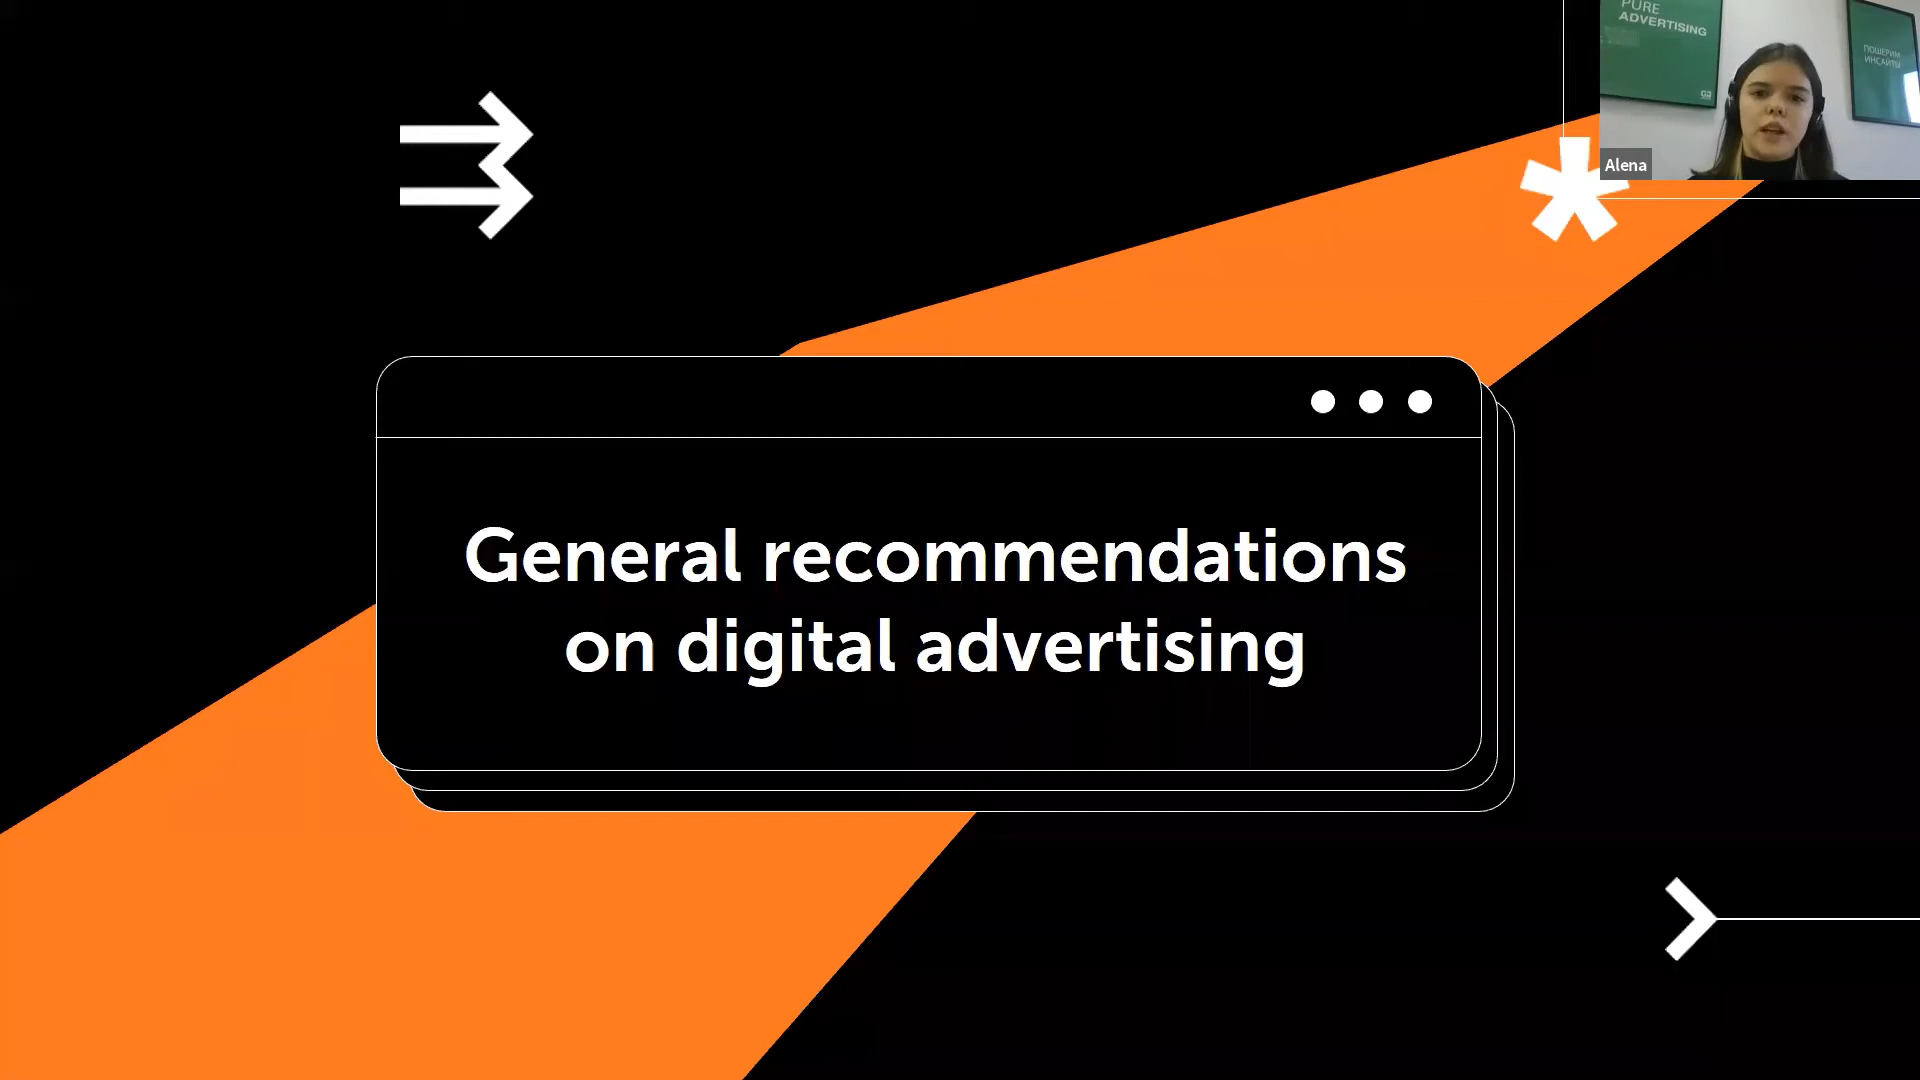 PURE
ADVERTISING
ПОШЕРИМ
ИНСАЙТЫ
Alena
General recommendations
on digital advertising